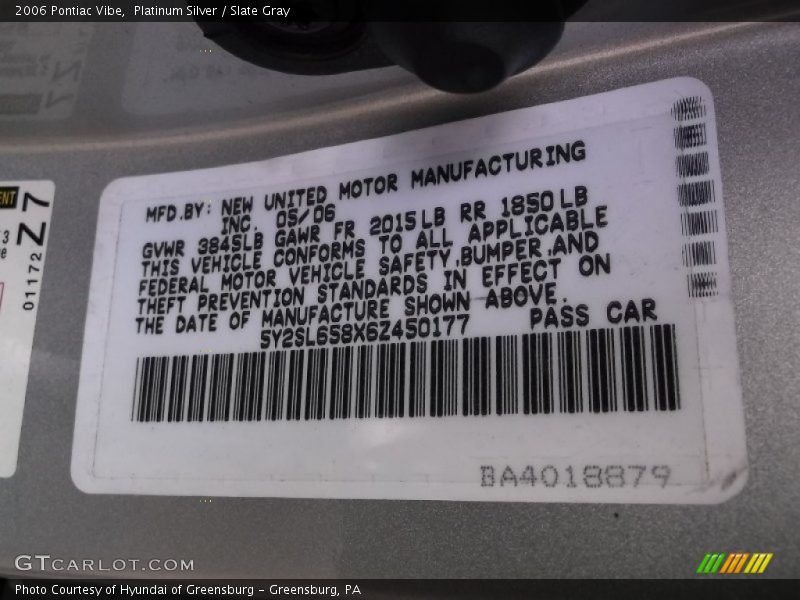 2006 Pontiac Vibe, Platinum Silver / Slate Gray
MFD.BY: NEW UNITED MOTOR MANUFACTURING
INC. 05/06
GVWR 3845LB GAWR FR 2015LB RR 1850LB
THIS VEHICLE CONFORMS TO ALL APPLICABLE
FEDERAL MOTOR VEHICLE SAFETY,BUMPER,AND
THEFT PREVENTION STANDARDS IN EFFECT ON
THE DATE OF MANUFACTURE SHOWN ABOVE.
5Y2SL658X6Z450177 PASS CAR
BA4018879
ENT
3
01172 Z 7
GTCARLOT.COM
Photo Courtesy of Hyundai of Greensburg - Greensburg, PA